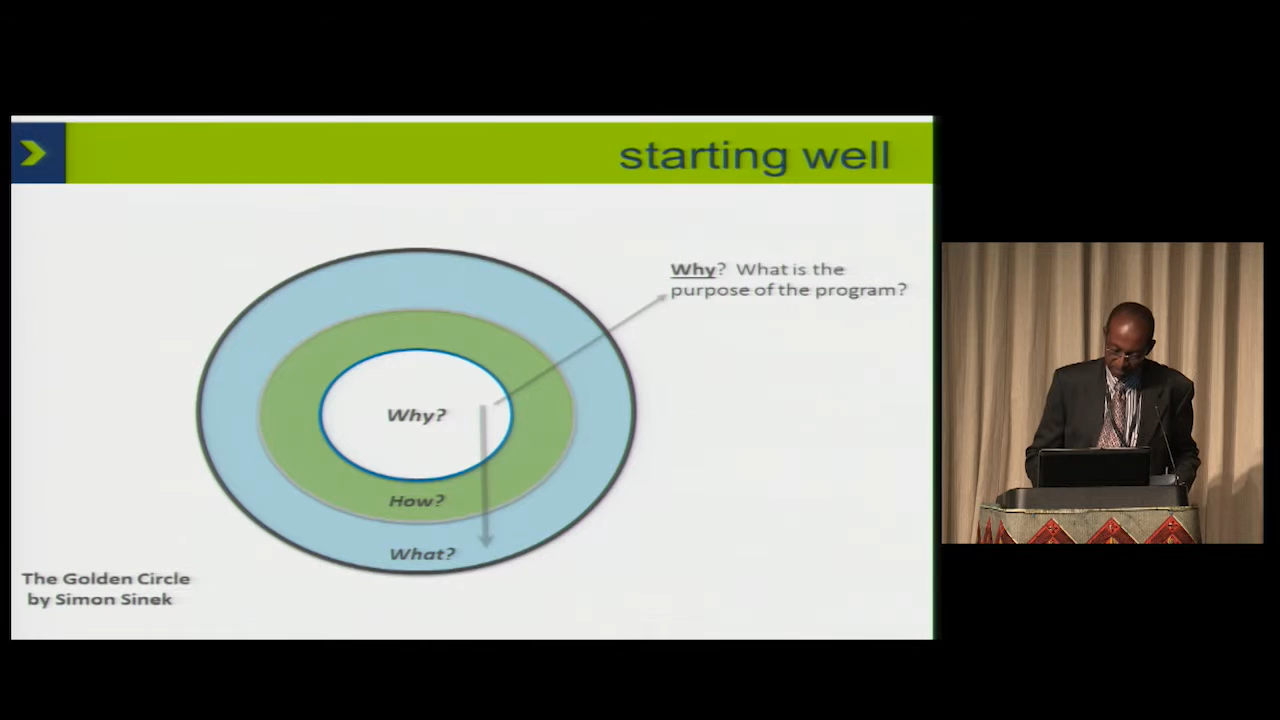 starting well
Why? What is the
purpose of the program?
Why?
How?
What?
The Golden Circle
by Simon Sinek